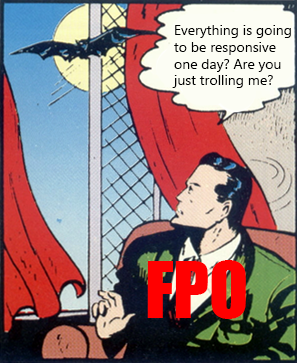 Everything is going
to be responsive
one day? Are you
just trolling me?
FPO